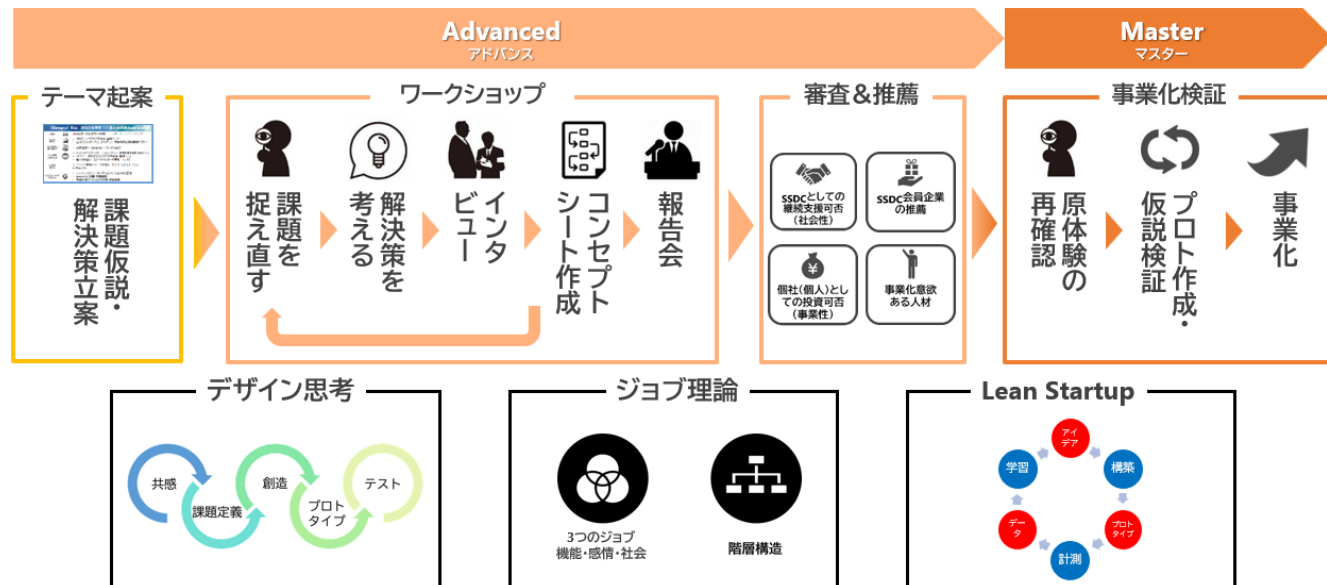 Advanced
アドバンス
Master
マスター
テーマ起案
課題仮説・
解決策立案
ワークショップ
課題を
捉え直す
解決策を
考える
インタ
ビュー
コンセプト
シート作成
報告会
審査&推薦
SSDCとしての
継続支援可否
(社会性)
SSDC会員企業
の推薦
個社(個人)とし
ての投資可否
(事業性)
事業化意欲
ある人材
事業化検証
原体験の
再確認
プロト作成・
仮説検証
事業化
デザイン思考
共感
課題定義
創造
プロト
タイプ
テスト
ジョブ理論
3つのジョブ
機能・感情・社会
階層構造
Lean Startup
アイ
デア
構築
プロト
タイプ
計測
デー
タ
学習